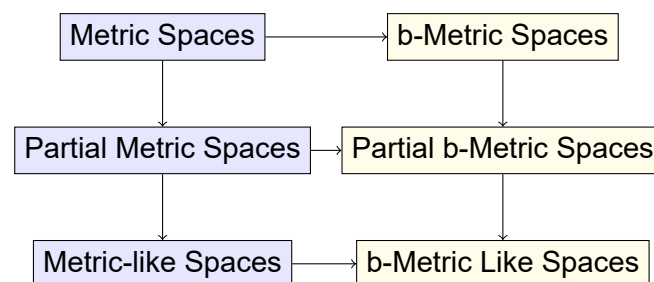 Metric Spaces
b-Metric Spaces
Partial Metric Spaces
Partial b-Metric Spaces
Metric-like Spaces
b-Metric Like Spaces